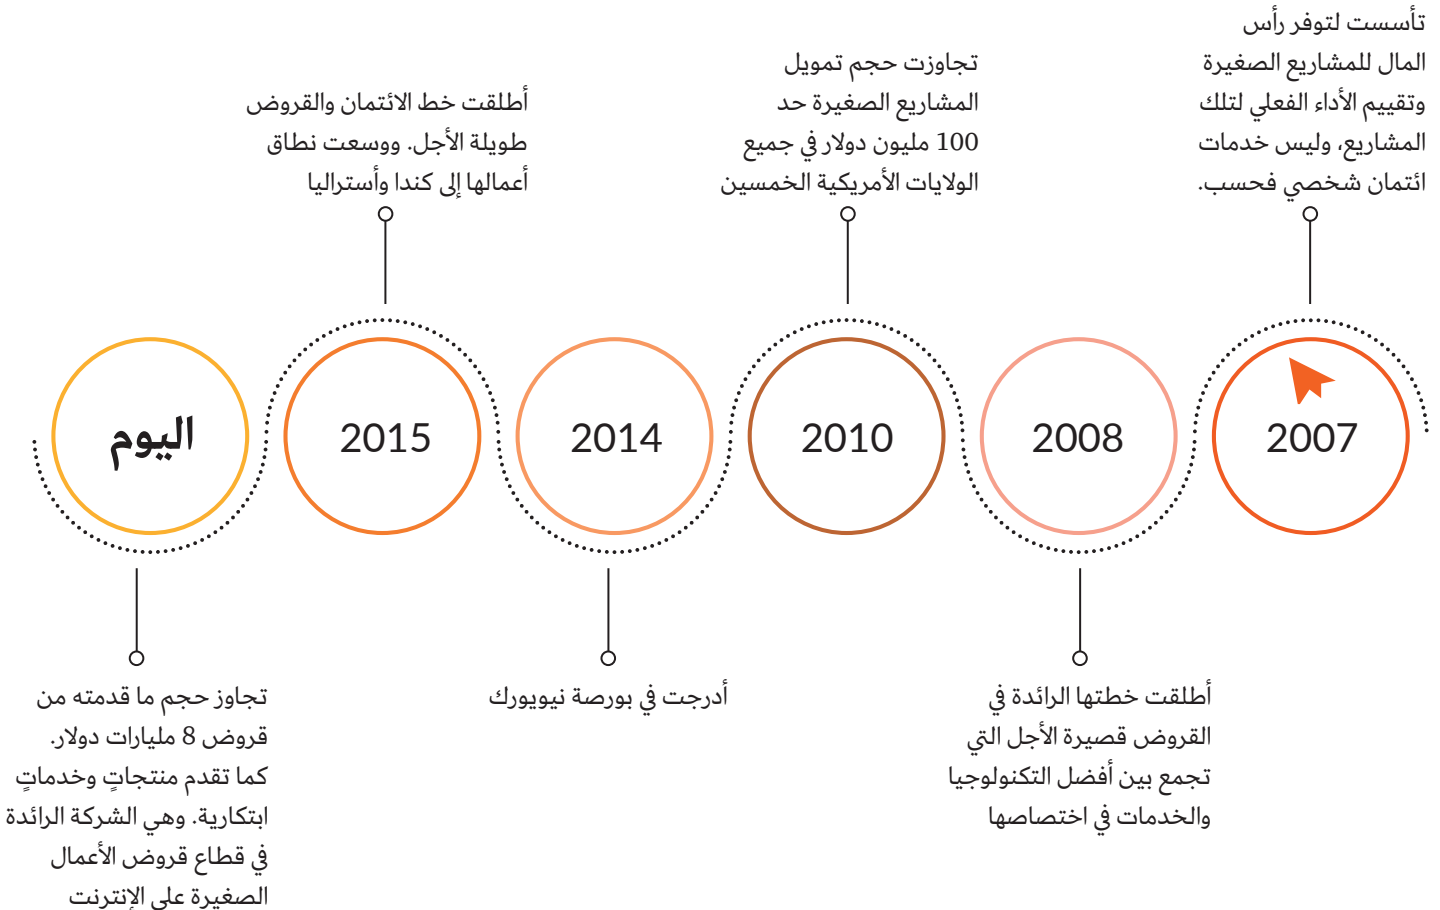 تأسست لتوفر رأس
المال للمشاريع الصغيرة
وتقييم الأداء الفعلي لتلك
المشاريع، وليس خدمات
ائتمان شخصي فحسب.
2007
2008
أطلقت خطتها الرائدة في
القروض قصيرة الأجل التي
تجمع بين أفضل التكنولوجيا
والخدمات في اختصاصها
تجاوزت حجم تمويل
المشاريع الصغيرة حد
100 مليون دولار في جميع
الولايات الأمريكية الخمسين
2010
2014
أدرجت في بورصة نيويورك
أطلقت خط الائتمان والقروض
طويلة الأجل. ووسعت نطاق
أعمالها إلى كندا وأستراليا
2015
اليوم
تجاوز حجم ما قدمته من
قروض 8 مليارات دولار.
كما تقدم منتجاتٍ وخدماتٍ
ابتكارية. وهي الشركة الرائدة
في قطاع قروض الأعمال
الصغيرة على الإنترنت